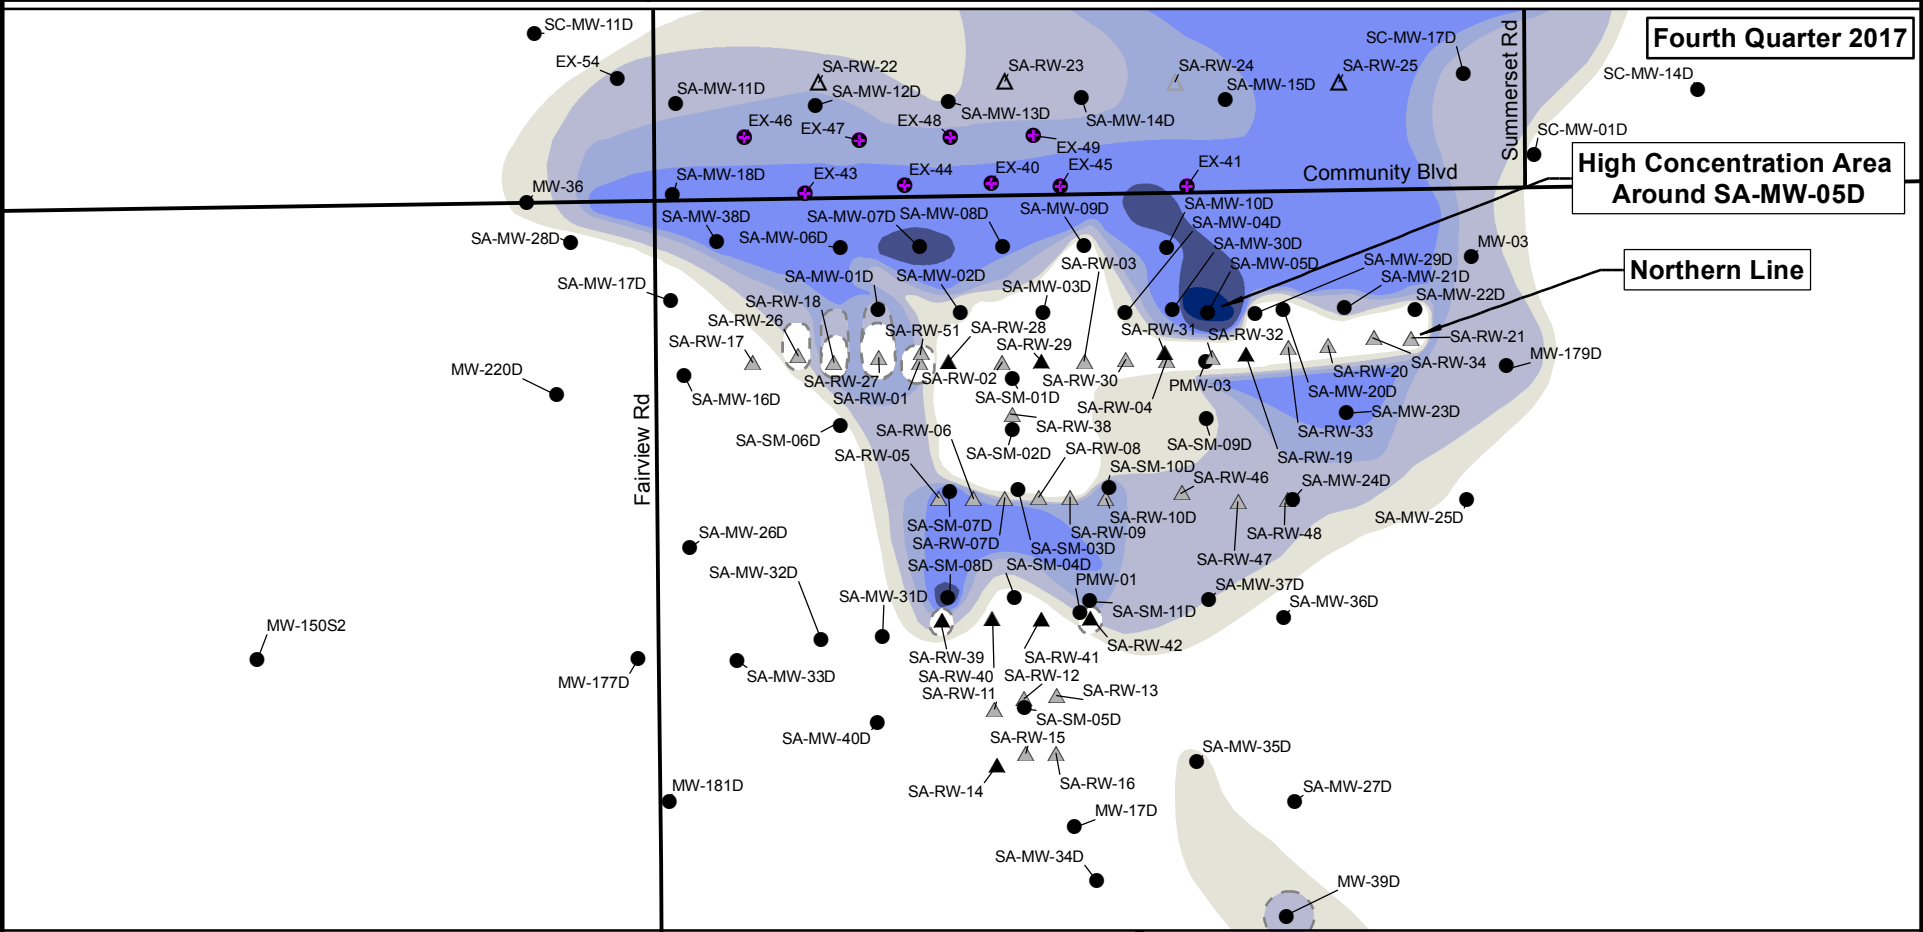 SC-MW-11D
Fourth Quarter 2017
EX-54
SA-RW-22
SA-RW-23
SA-RW-24
SA-RW-25
SC-MW-17D
Summerset Rd
SC-MW-14D
SA-MW-11D
SA-MW-12D
SA-MW-13D
SA-MW-14D
SA-MW-15D
EX-46
EX-47
EX-48
EX-49
SC-MW-01D
High Concentration Area
Around SA-MW-05D
MW-36
SA-MW-18D
EX-43
EX-44
EX-40
EX-45
EX-41
Community Blvd
SA-MW-38D
SA-MW-07D
SA-MW-08D
SA-MW-09D
SA-MW-10D
SA-MW-04D
SA-MW-28D
SA-MW-06D
SA-MW-30D
MW-03
SA-RW-03
SA-MW-05D
SA-MW-29D
Northern Line
SA-MW-17D
SA-MW-01D
SA-MW-02D
SA-MW-03D
SA-MW-21D
SA-MW-22D
SA-RW-18
SA-RW-26
SA-RW-17
SA-RW-51
SA-RW-28
SA-RW-29
SA-RW-31
SA-RW-32
SA-RW-21
MW-179D
MW-220D
SA-RW-27
SA-RW-02
SA-RW-30
PMW-03
SA-RW-20
SA-RW-34
SA-MW-16D
SA-RW-01
SA-SM-01D
SA-RW-04
SA-MW-20D
SA-MW-23D
Fairview Rd
SA-SM-06D
SA-RW-06
SA-RW-38
SA-RW-33
SA-RW-05
SA-SM-02D
SA-RW-08
SA-SM-09D
SA-RW-19
SA-SM-10D
SA-RW-46
SA-MW-24D
SA-MW-26D
SA-SM-07D
SA-RW-07D
SA-RW-10D
SA-RW-09
SA-MW-25D
SA-RW-48
SA-SM-03D
SA-RW-47
SA-SM-08D
SA-SM-04D
SA-MW-32D
PMW-01
SA-MW-37D
SA-MW-31D
SA-SM-11D
SA-MW-36D
MW-150S2
SA-RW-42
SA-RW-39
SA-RW-41
MW-177D
SA-MW-33D
SA-RW-40
SA-RW-12
SA-RW-11
SA-RW-13
SA-SM-05D
SA-MW-40D
SA-RW-15
SA-MW-35D
MW-181D
SA-RW-14
SA-RW-16
SA-MW-27D
MW-17D
SA-MW-34D
MW-39D